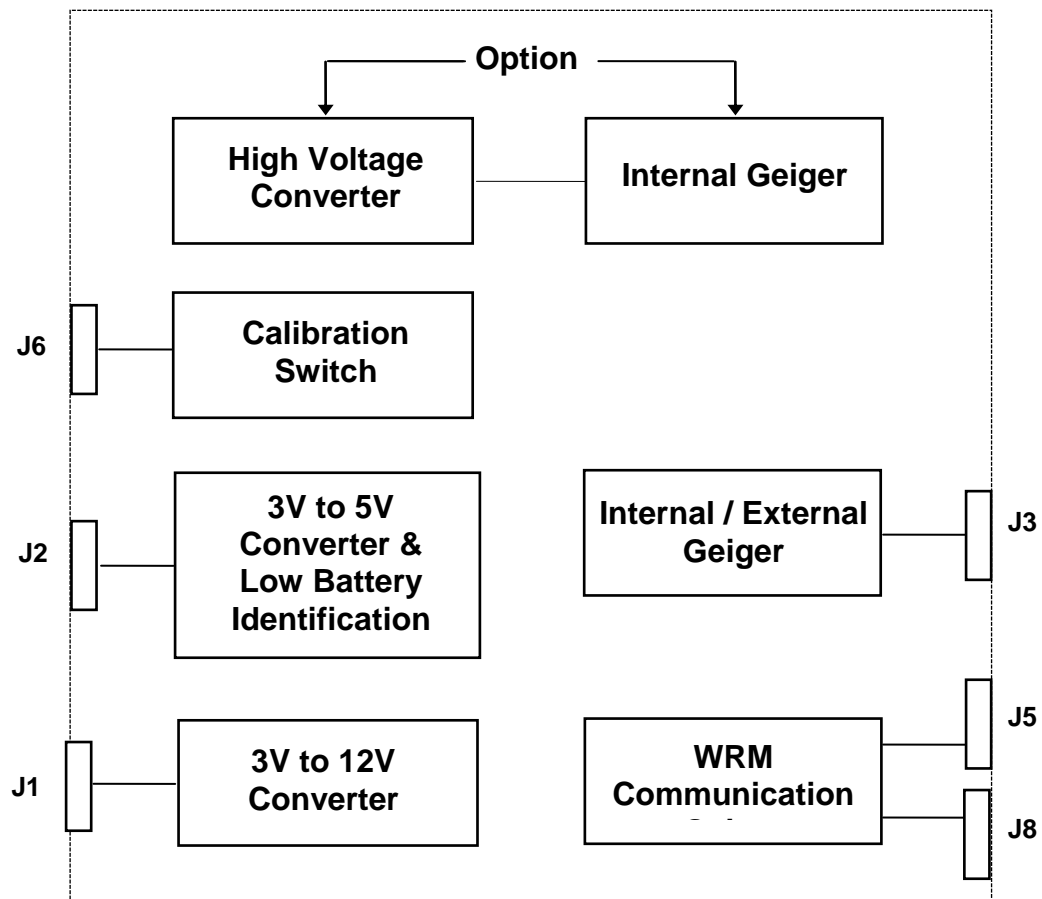 Option
High Voltage
Converter
Internal Geiger
J6
Calibration
Switch
J2
3V to 5V
Converter &
Low Battery
Identification
Internal / External
Geiger
J3
J1
3V to 12V
Converter
WRM
Communication
J5
J8